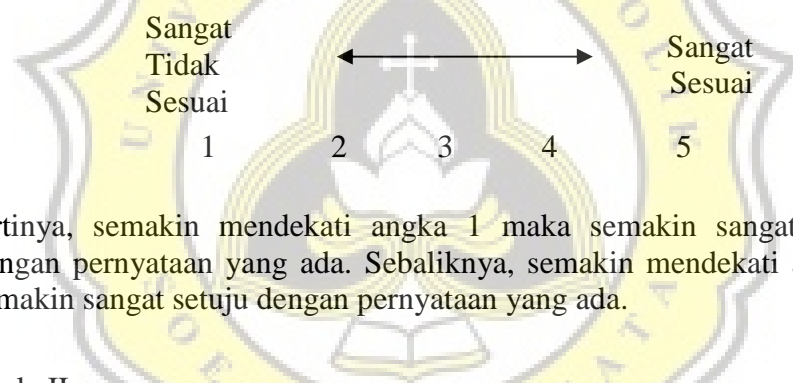 Sangat
Tidak
Sesuai
Sangat
Sesuai
1 2 3 4 5
rtinya, semakin mendekati angka 1 maka semakin sangat
ngan pernyataan yang ada. Sebaliknya, semakin mendekati
makin sangat setuju dengan pernyataan yang ada.